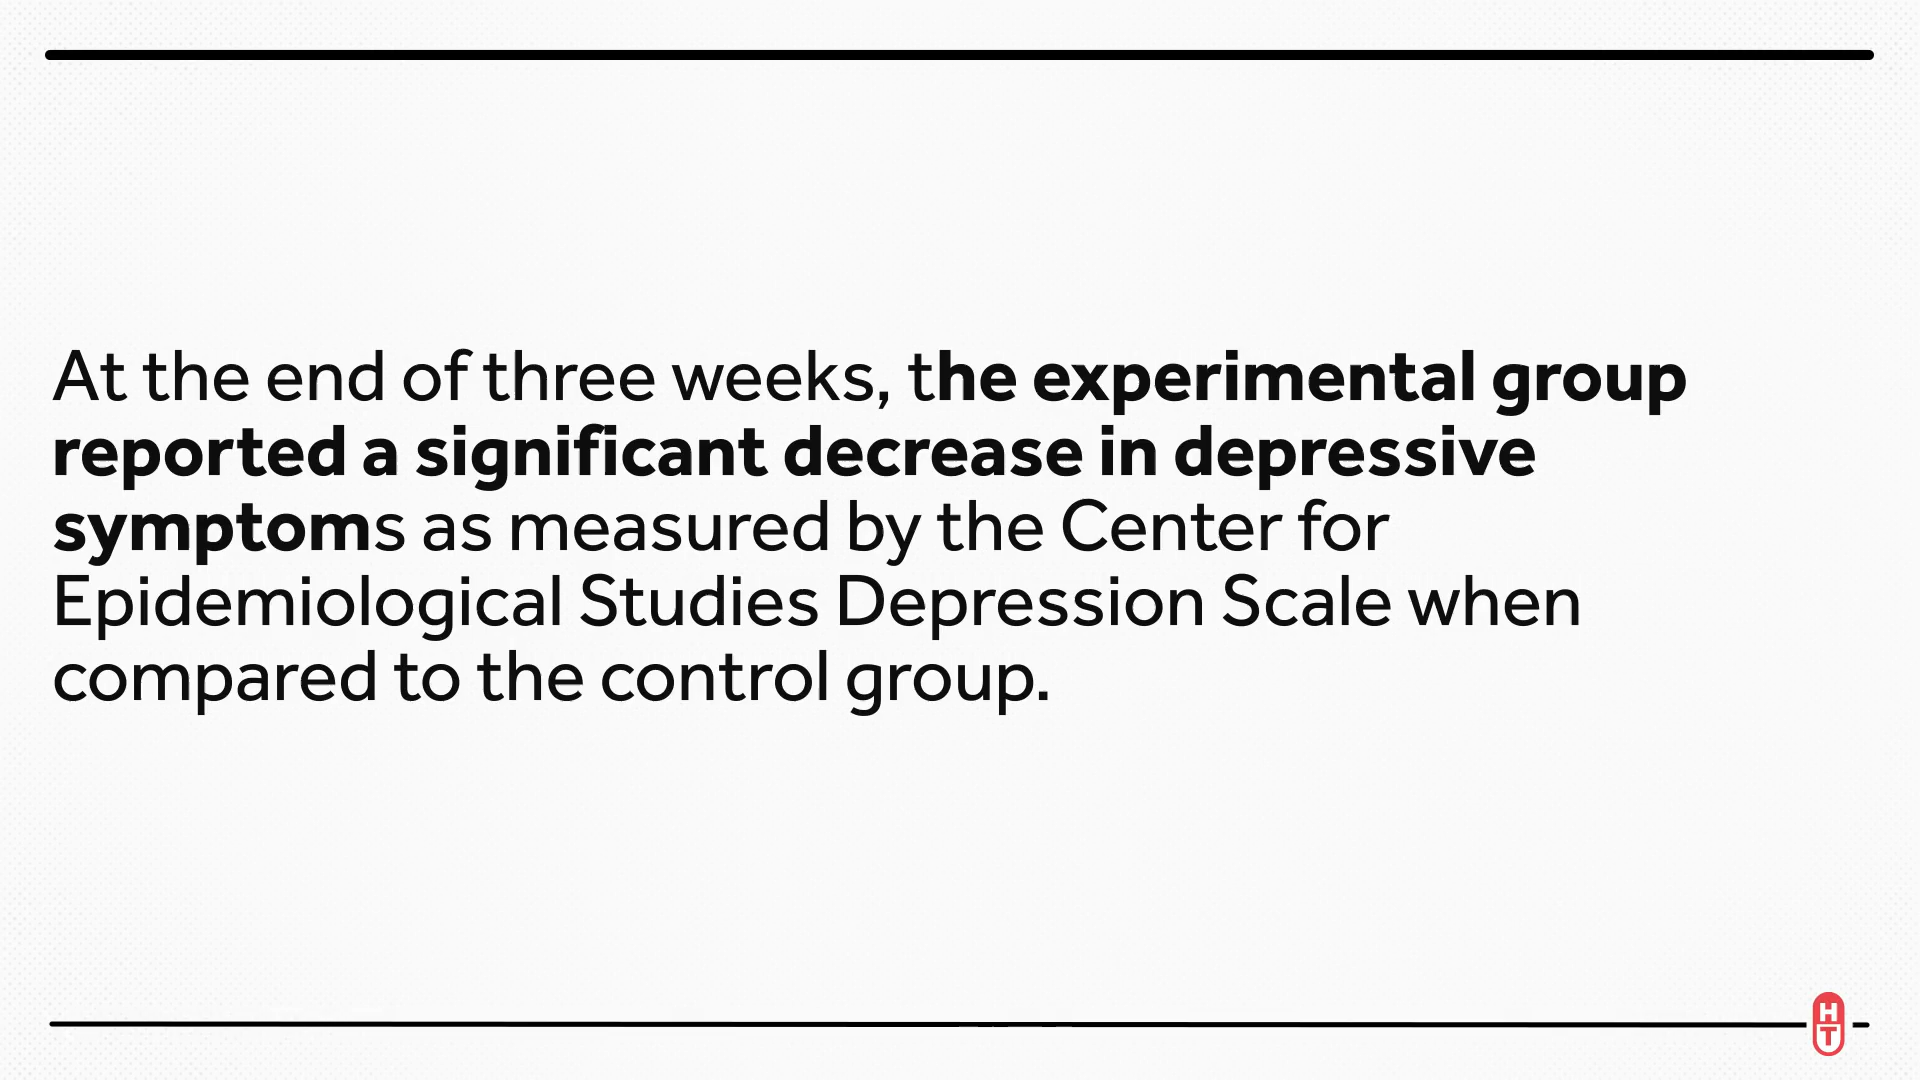 At the end of three weeks, the experimental group
reported a significant decrease in depressive
symptoms as measured by the Center for
Epidemiological Studies Depression Scale when
compared to the control group.
H
T